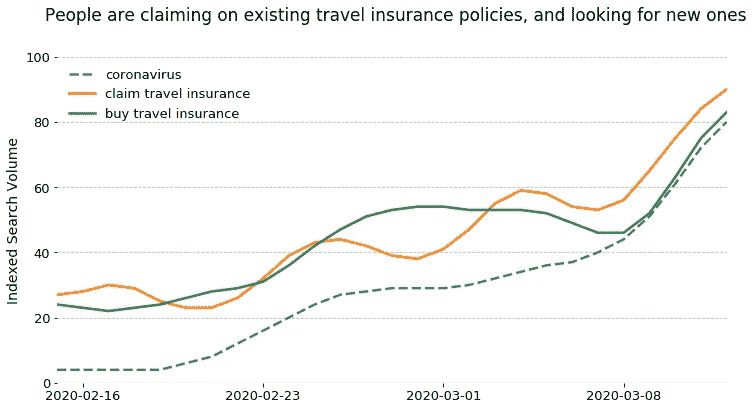 People are claiming on existing travel insurance policies, and looking for new ones
100
80
60
40
20
0
Indexed Search Volume
coronavirus
claim travel insurance
buy travel insurance
2020-02-16
2020-02-23
2020-03-01
2020-03-08